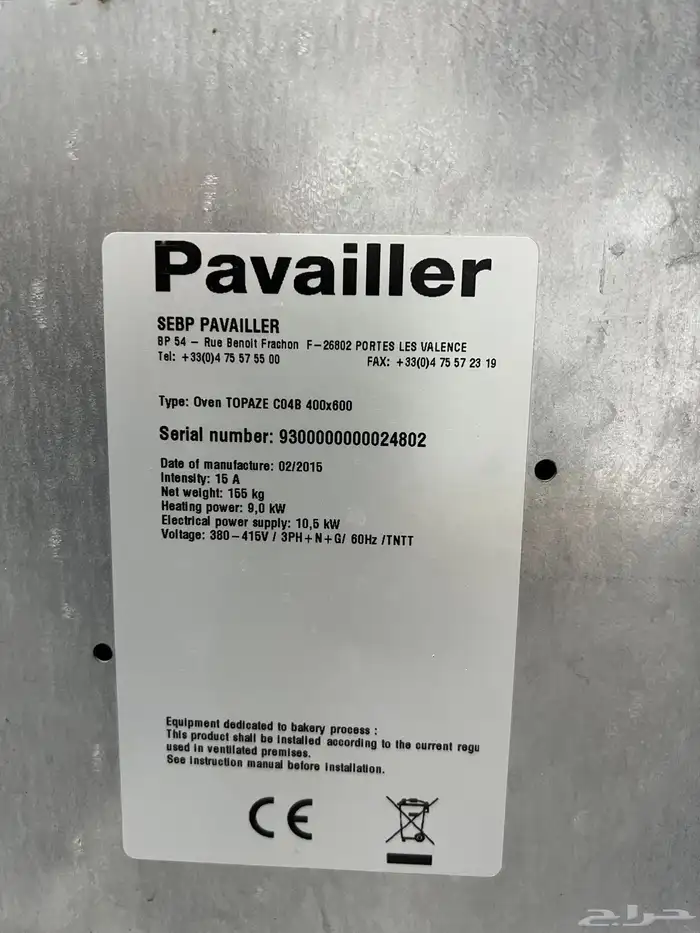 Pavailler
SEBP PAVAILLER
BP 54 – Rue Benoit Frachon F–26802 PORTES LES VALENCE
Tel: +33(0)4 75 57 55 00 FAX: +33(0)4 75 57 23 19
Type: Oven TOPAZE C04B 400x600
Serial number: 9300000000024802
Date of manufacture: 02/2015
Intensity: 15 A
Net weight: 155 kg
Heating power: 9,0 kW
Electrical power supply: 10,5 kW
Voltage: 380–415V / 3PH+N+G/ 60Hz /TNTT
Equipment dedicated to bakery process :
This product shall be installed according to the current regu
used in ventilated premises.
See instruction manual before installation.
CE
حراج